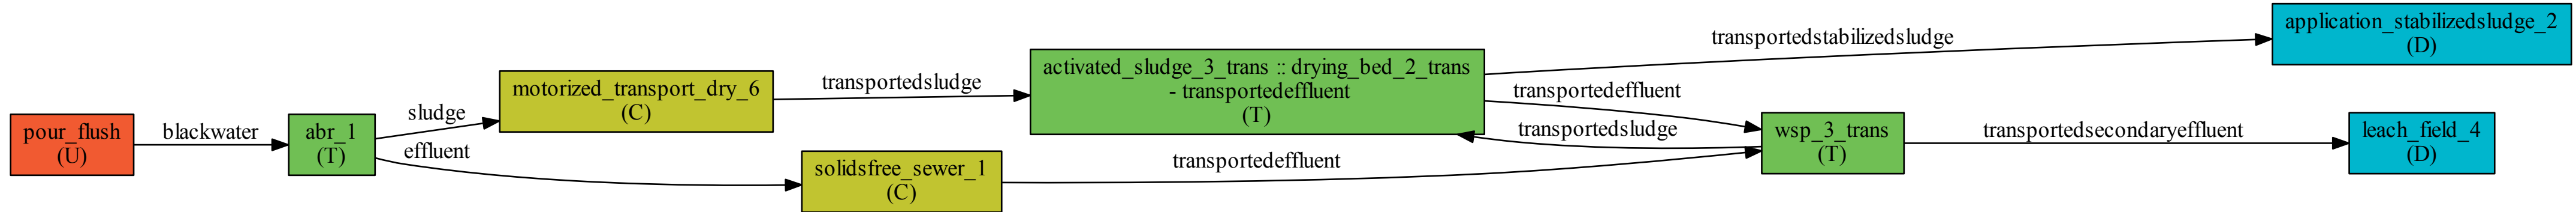 pour_flush
(U)
blackwater
abr_1
(T)
sludge
effluent
motorized_transport_dry_6
(C)
solidsfree_sewer_1
(C)
transportedsludge
transportedeffluent
activated_sludge_3_trans :: drying_bed_2_trans
- transportedeffluent
(T)
transportedstabilizedsludge
transportedeffluent
transportedsludge
wsp_3_trans
(T)
transportedsecondaryeffluent
application_stabilizedsludge_2
(D)
leach_field_4
(D)